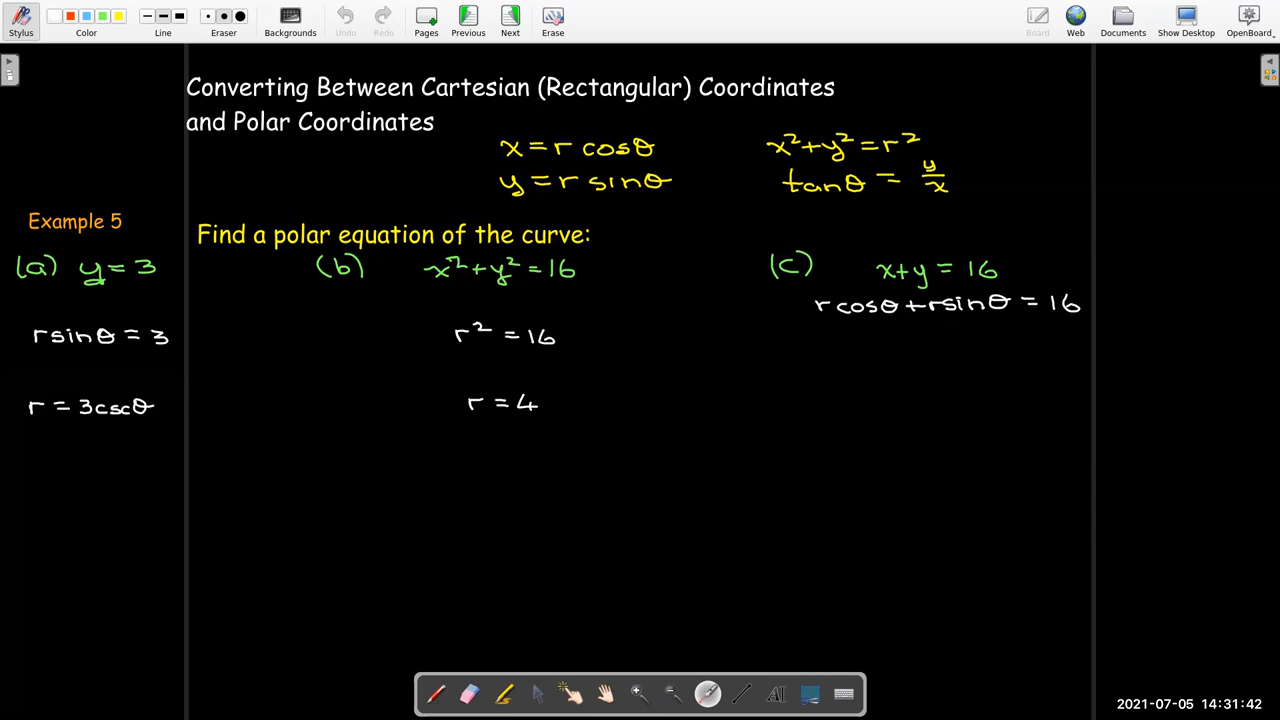 Stylus Color Line Eraser Backgrounds Undo Redo Pages Previous Next Erase Board Web Documents Show Desktop OpenBoard
Converting Between Cartesian (Rectangular) Coordinates
and Polar Coordinates
x = r cosθ
y = r sinθ
x² + y² = r²
tanθ = y/x
Example 5
Find a polar equation of the curve:
(a) y = 3
r sinθ = 3
r = 3cscθ
(b) x² + y² = 16
r² = 16
r = 4
(c) x + y = 16
r cosθ + r sinθ = 16
AI
2021-07-05 14:31:42